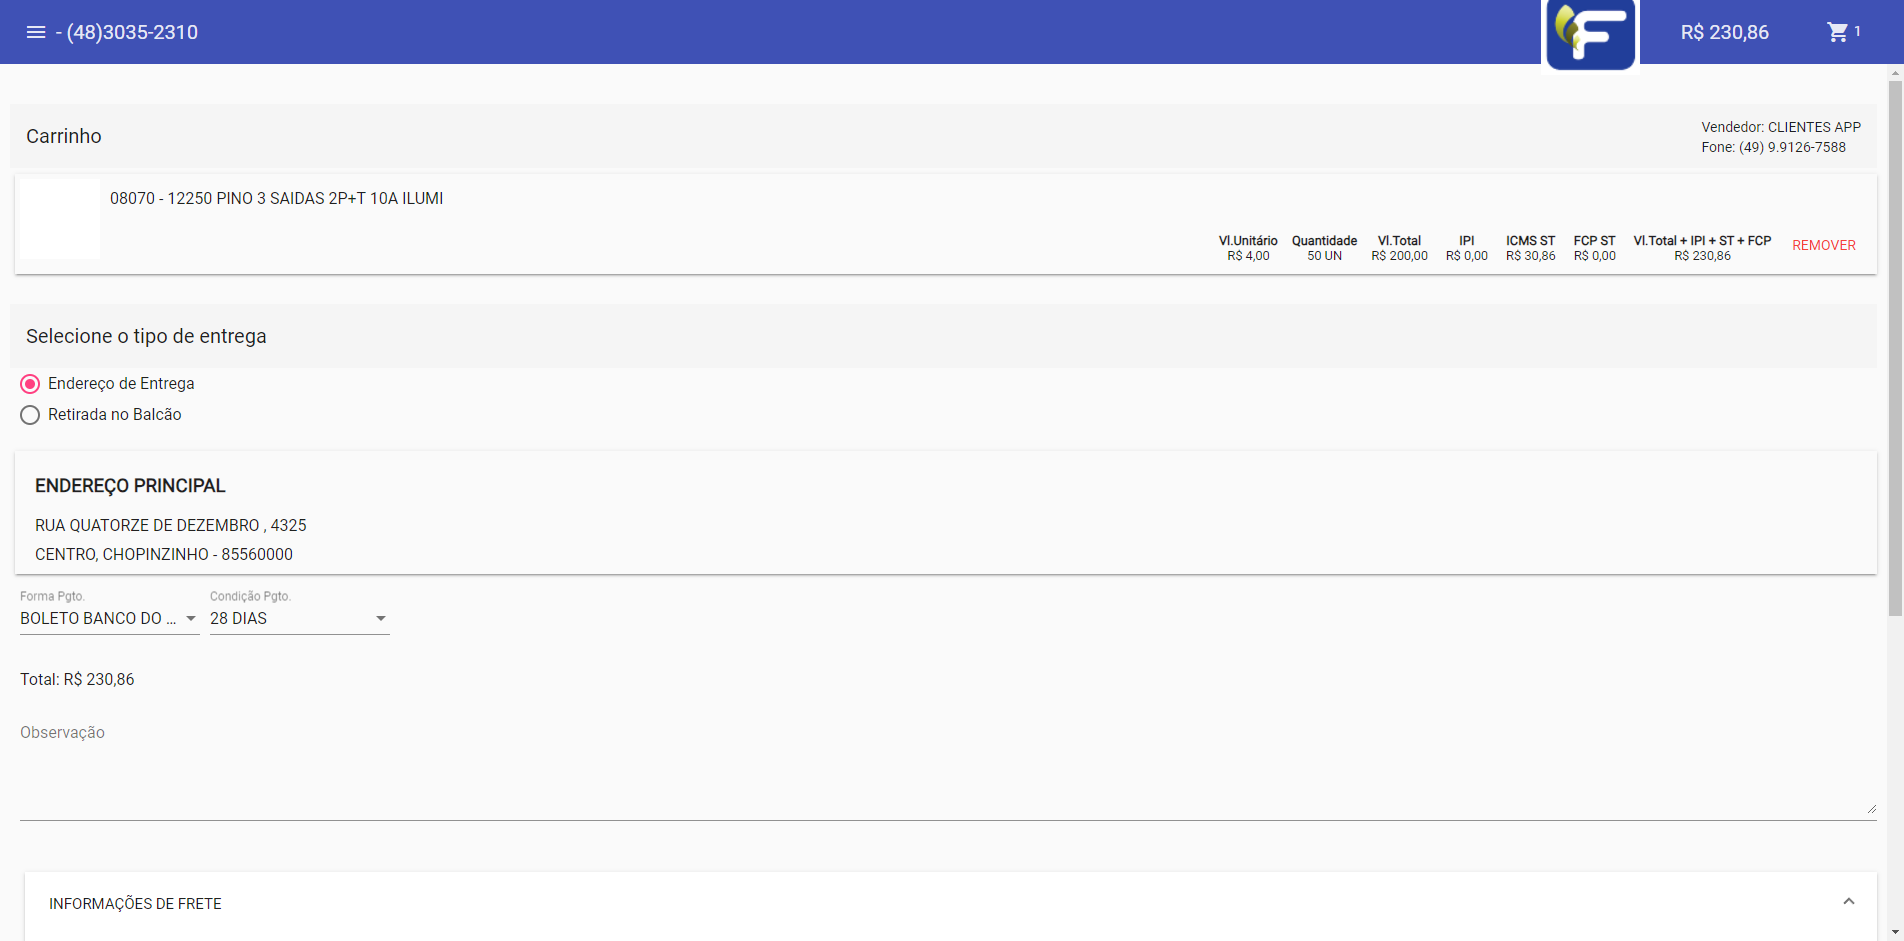 - (48)3035-2310
F
R$ 230,86
1
Carrinho
Vendedor: CLIENTES APP
Fone: (49) 9.9126-7588
08070 - 12250 PINO 3 SAIDAS 2P+T 10A ILUMI
Vl.Unitário Quantidade Vl.Total IPI ICMS ST FCP ST Vl.Total + IPI + ST + FCP
R$ 4,00 50 UN R$ 200,00 R$ 0,00 R$ 30,86 R$ 0,00 R$ 230,86
REMOVER
Selecione o tipo de entrega
Endereço de Entrega
Retirada no Balcão
ENDEREÇO PRINCIPAL
RUA QUATORZE DE DEZEMBRO , 4325
CENTRO, CHOPINZINHO - 85560000
Forma Pgto. Condição Pgto.
BOLETO BANCO DO ... 28 DIAS
Total: R$ 230,86
Observação
INFORMAÇÕES DE FRETE